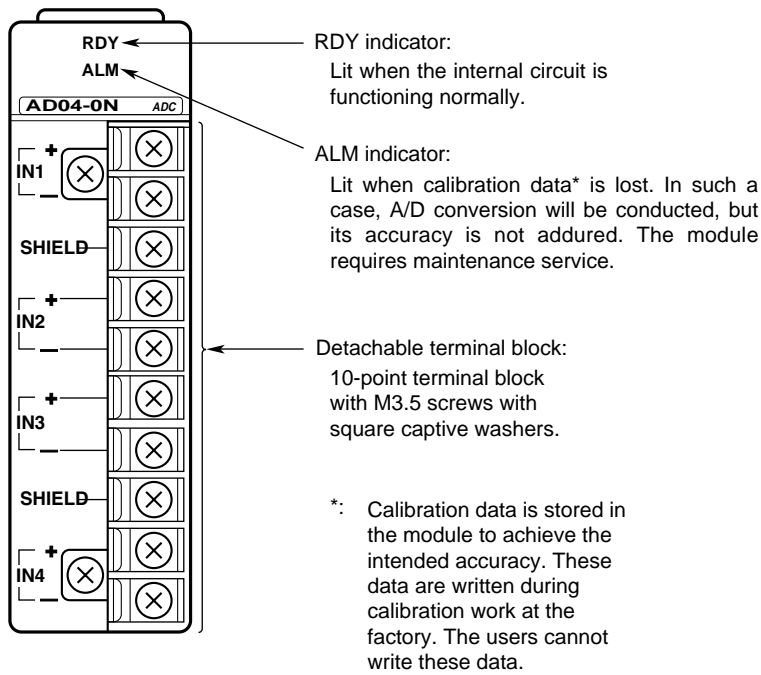 RDY
ALM
AD04-0N ADC
+
IN1
−
SHIELD
+
IN2
−
+
IN3
−
SHIELD
+
IN4
−
RDY indicator:
Lit when the internal circuit is
functioning normally.
ALM indicator:
Lit when calibration data* is lost. In such a
case, A/D conversion will be conducted, but
its accuracy is not addured. The module
requires maintenance service.
Detachable terminal block:
10-point terminal block
with M3.5 screws with
square captive washers.
*: Calibration data is stored in
the module to achieve the
intended accuracy. These
data are written during
calibration work at the
factory. The users cannot
write these data.